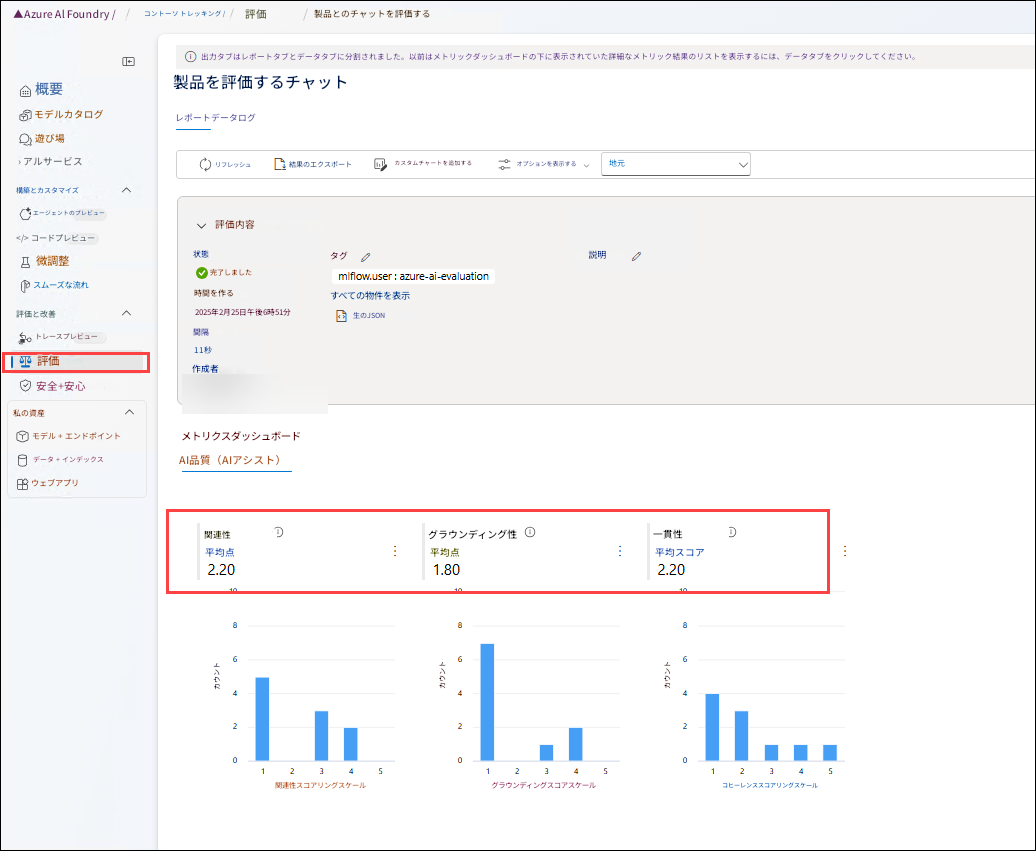 Azure AI Foundry / / コントーソ トレッキング / / 評価 / 製品とのチャットを評価する
出力タブはレポートタブとデータタブに分割されました。以前はメトリックダッシュボードの下に表示されていた詳細なメトリック結果のリストを表示するには、データタブをクリックしてください。
製品を評価するチャット
レポートデータログ
リフレッシュ 結果のエクスポート カスタムチャートを追加する オプションを表示する 地元
概要
モデルカタログ
遊び場
アルサービス
構築とカスタマイズ
エージェントのプレビュー
</> コードプレビュー
微調整
スムーズな流れ
評価と改善
トレースプレビュー
評価
安全+安心
私の資産
モデル + エンドポイント
データ + インデックス
ウェブアプリ
評価内容
状態
完了しました
時間を作る
2025年2月25日午後6時51分
間隔
11秒
作成者
タグ
mlflow.user : azure-ai-evaluation
すべての物件を表示
生のJSON
説明
メトリクスダッシュボード
AI品質（AIアシスト）
関連性
平均点
2.20
グラウンディング性
平均点
1.80
一貫性
平均スコア
2.20
10
8
6
4
2
0
カウント
1 2 3 4 5
関連性スコアリングスケール
10
8
6
4
2
0
カウント
1 2 3 4 5
グラウンディングスコアスケール
10
8
6
4
2
0
カウント
1 2 3 4 5
コヒーレンススコアリングスケール